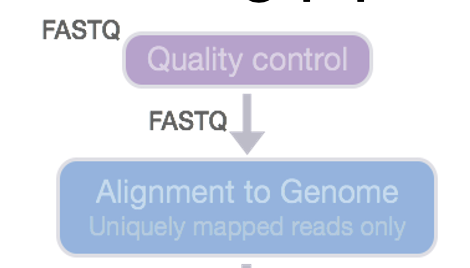 FASTQ
Quality control
FASTQ
Alignment to Genome
Uniquely mapped reads only